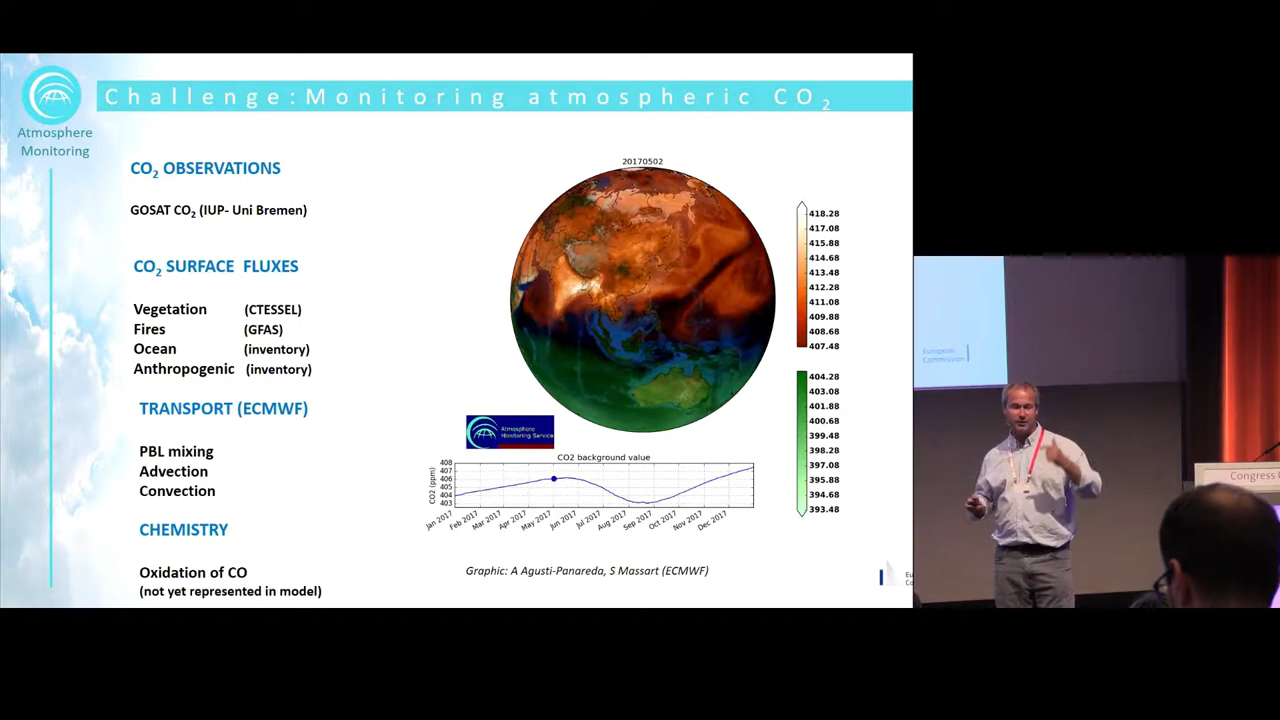 Challenge:Monitoring atmospheric CO2
Atmosphere
Monitoring
CO2 OBSERVATIONS
GOSAT CO2 (IUP- Uni Bremen)
CO2 SURFACE FLUXES
Vegetation (CTESSEL)
Fires (GFAS)
Ocean (inventory)
Anthropogenic (inventory)
TRANSPORT (ECMWF)
PBL mixing
Advection
Convection
CHEMISTRY
Oxidation of CO
(not yet represented in model)
20170502
418.28
417.08
415.88
414.68
413.48
412.28
411.08
409.88
408.68
407.48
404.28
403.08
401.88
400.68
399.48
398.28
397.08
395.88
394.68
393.48
Atmosphere
Monitoring Service
CO2 background value
CO2 (ppm)
408
407
406
405
404
403
Jan 2017
Feb 2017
Mar 2017
Apr 2017
May 2017
Jun 2017
Jul 2017
Aug 2017
Sep 2017
Oct 2017
Nov 2017
Dec 2017
Graphic: A Agusti-Panareda, S Massart (ECMWF)
European
Commission
Congress